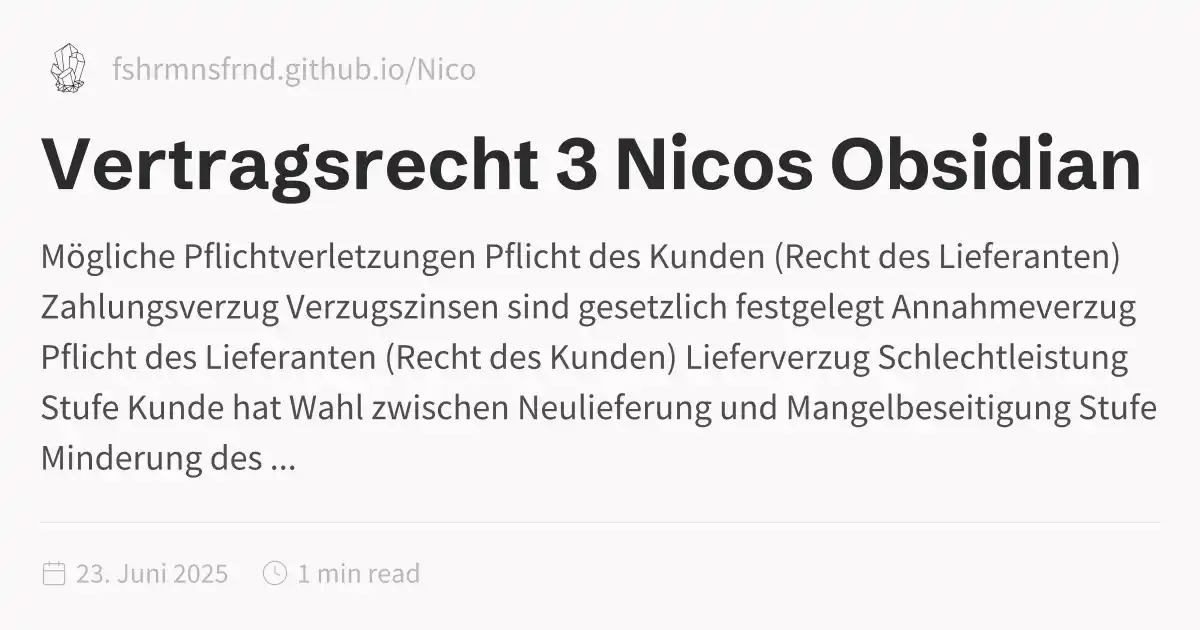 fshrmnsfrnd.github.io/Nico
Vertragsrecht 3 Nicos Obsidian
Mögliche Pflichtverletzungen Pflicht des Kunden (Recht des Lieferanten)
Zahlungsverzug Verzugszinsen sind gesetzlich festgelegt Annahmeverzug
Pflicht des Lieferanten (Recht des Kunden) Lieferverzug Schlechtleistung
Stufe Kunde hat Wahl zwischen Neulieferung und Mangelbeseitigung Stufe
Minderung des ...
23. Juni 2025 1 min read